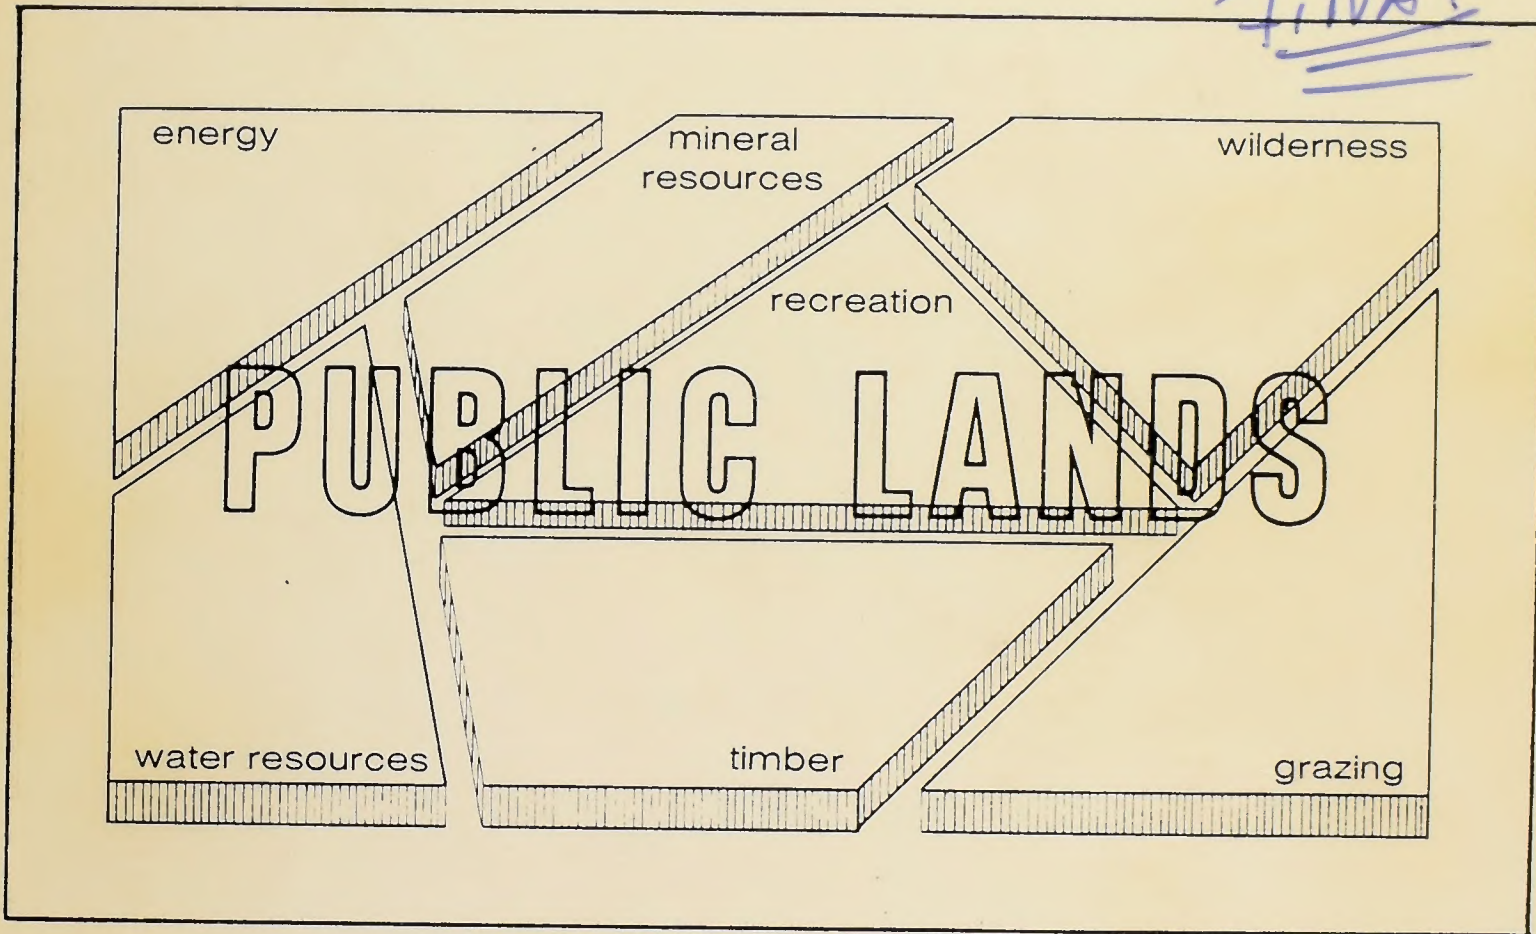 energy
mineral
resources
wilderness
recreation
PUBLIC LANDS
water resources
timber
grazing